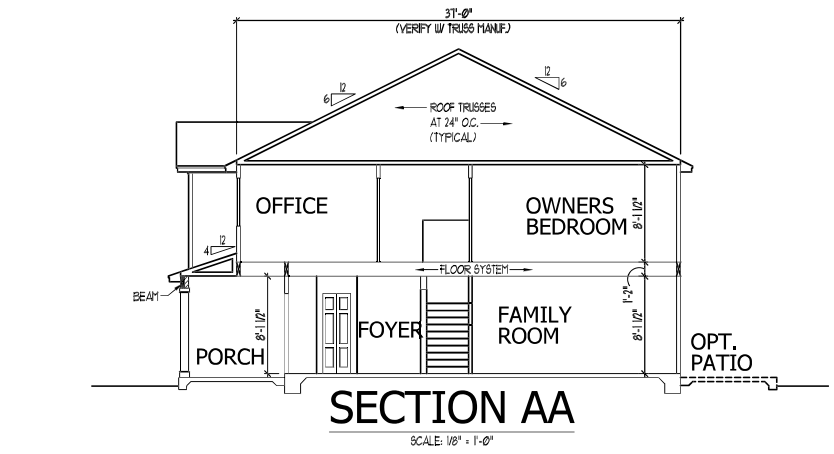 37'-0"
(VERIFY W/ TRUSS MANUF.)
12
6
12
6
ROOF TRUSSES
AT 24" O.C.
(TYPICAL)
OFFICE
OWNERS
BEDROOM
8'-1 1/2"
12
4
FLOOR SYSTEM
BEAM
1'-2"
8'-1 1/2"
FOYER
FAMILY
ROOM
8'-1 1/2"
PORCH
OPT.
PATIO
SECTION AA
SCALE: 1/8" = 1'-0"